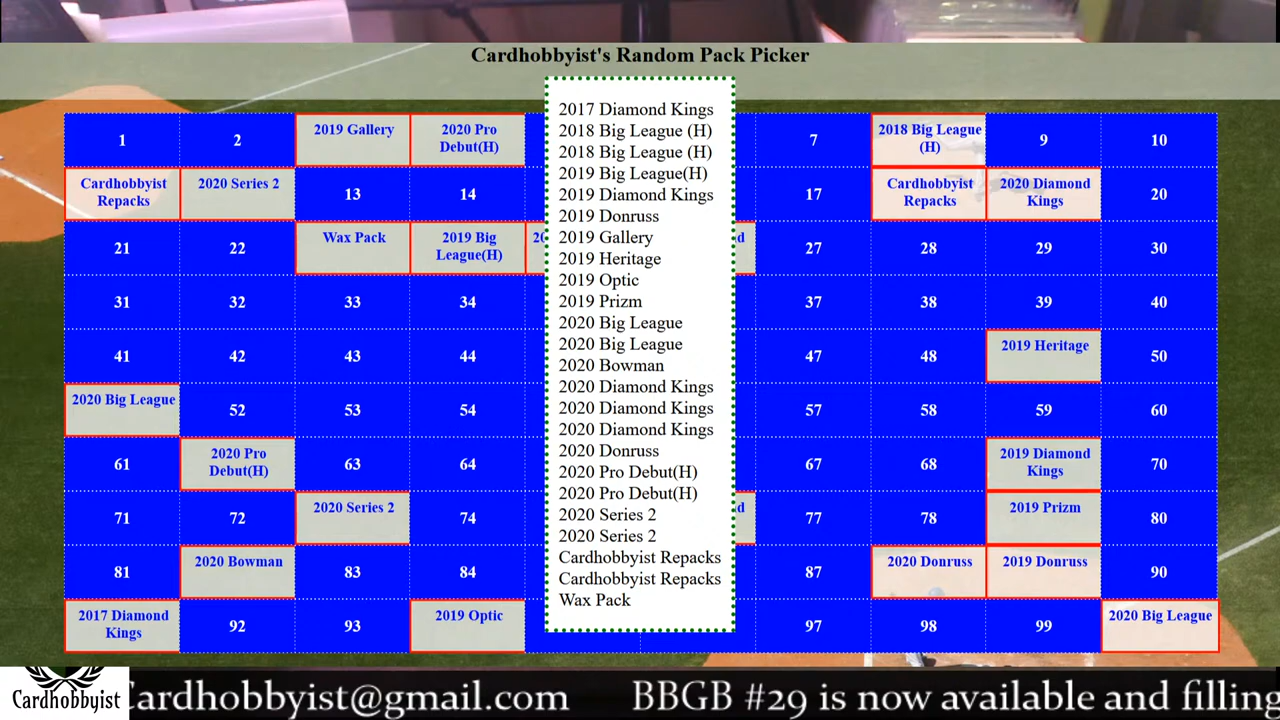 Cardhobbyist's Random Pack Picker
2017 Diamond Kings
2018 Big League (H)
2018 Big League (H)
2019 Big League(H)
2019 Diamond Kings
2019 Donruss
2019 Gallery
2019 Heritage
2019 Optic
2019 Prizm
2020 Big League
2020 Big League
2020 Bowman
2020 Diamond Kings
2020 Diamond Kings
2020 Diamond Kings
2020 Donruss
2020 Pro Debut(H)
2020 Pro Debut(H)
2020 Series 2
2020 Series 2
Cardhobbyist Repacks
Cardhobbyist Repacks
Wax Pack
1 2 2019 Gallery 2020 Pro
Debut(H)
7 2018 Big League
(H)
9 10
Cardhobbyist
Repacks
2020 Series 2 13 14 17 Cardhobbyist
Repacks
2020 Diamond
Kings
20
21 22 Wax Pack 2019 Big
League(H)
27 28 29 30
31 32 33 34 37 38 39 40
41 42 43 44 47 48 2019 Heritage 50
2020 Big League 52 53 54 57 58 59 60
61 2020 Pro
Debut(H)
63 64 67 68 2019 Diamond
Kings
70
71 72 2020 Series 2 74 77 78 2019 Prizm 80
81 2020 Bowman 83 84 87 2020 Donruss 2019 Donruss 90
2017 Diamond
Kings
92 93 2019 Optic 97 98 99 2020 Big League
Cardhobbyist
Cardhobbyist@gmail.com BBGB #29 is now available and filling